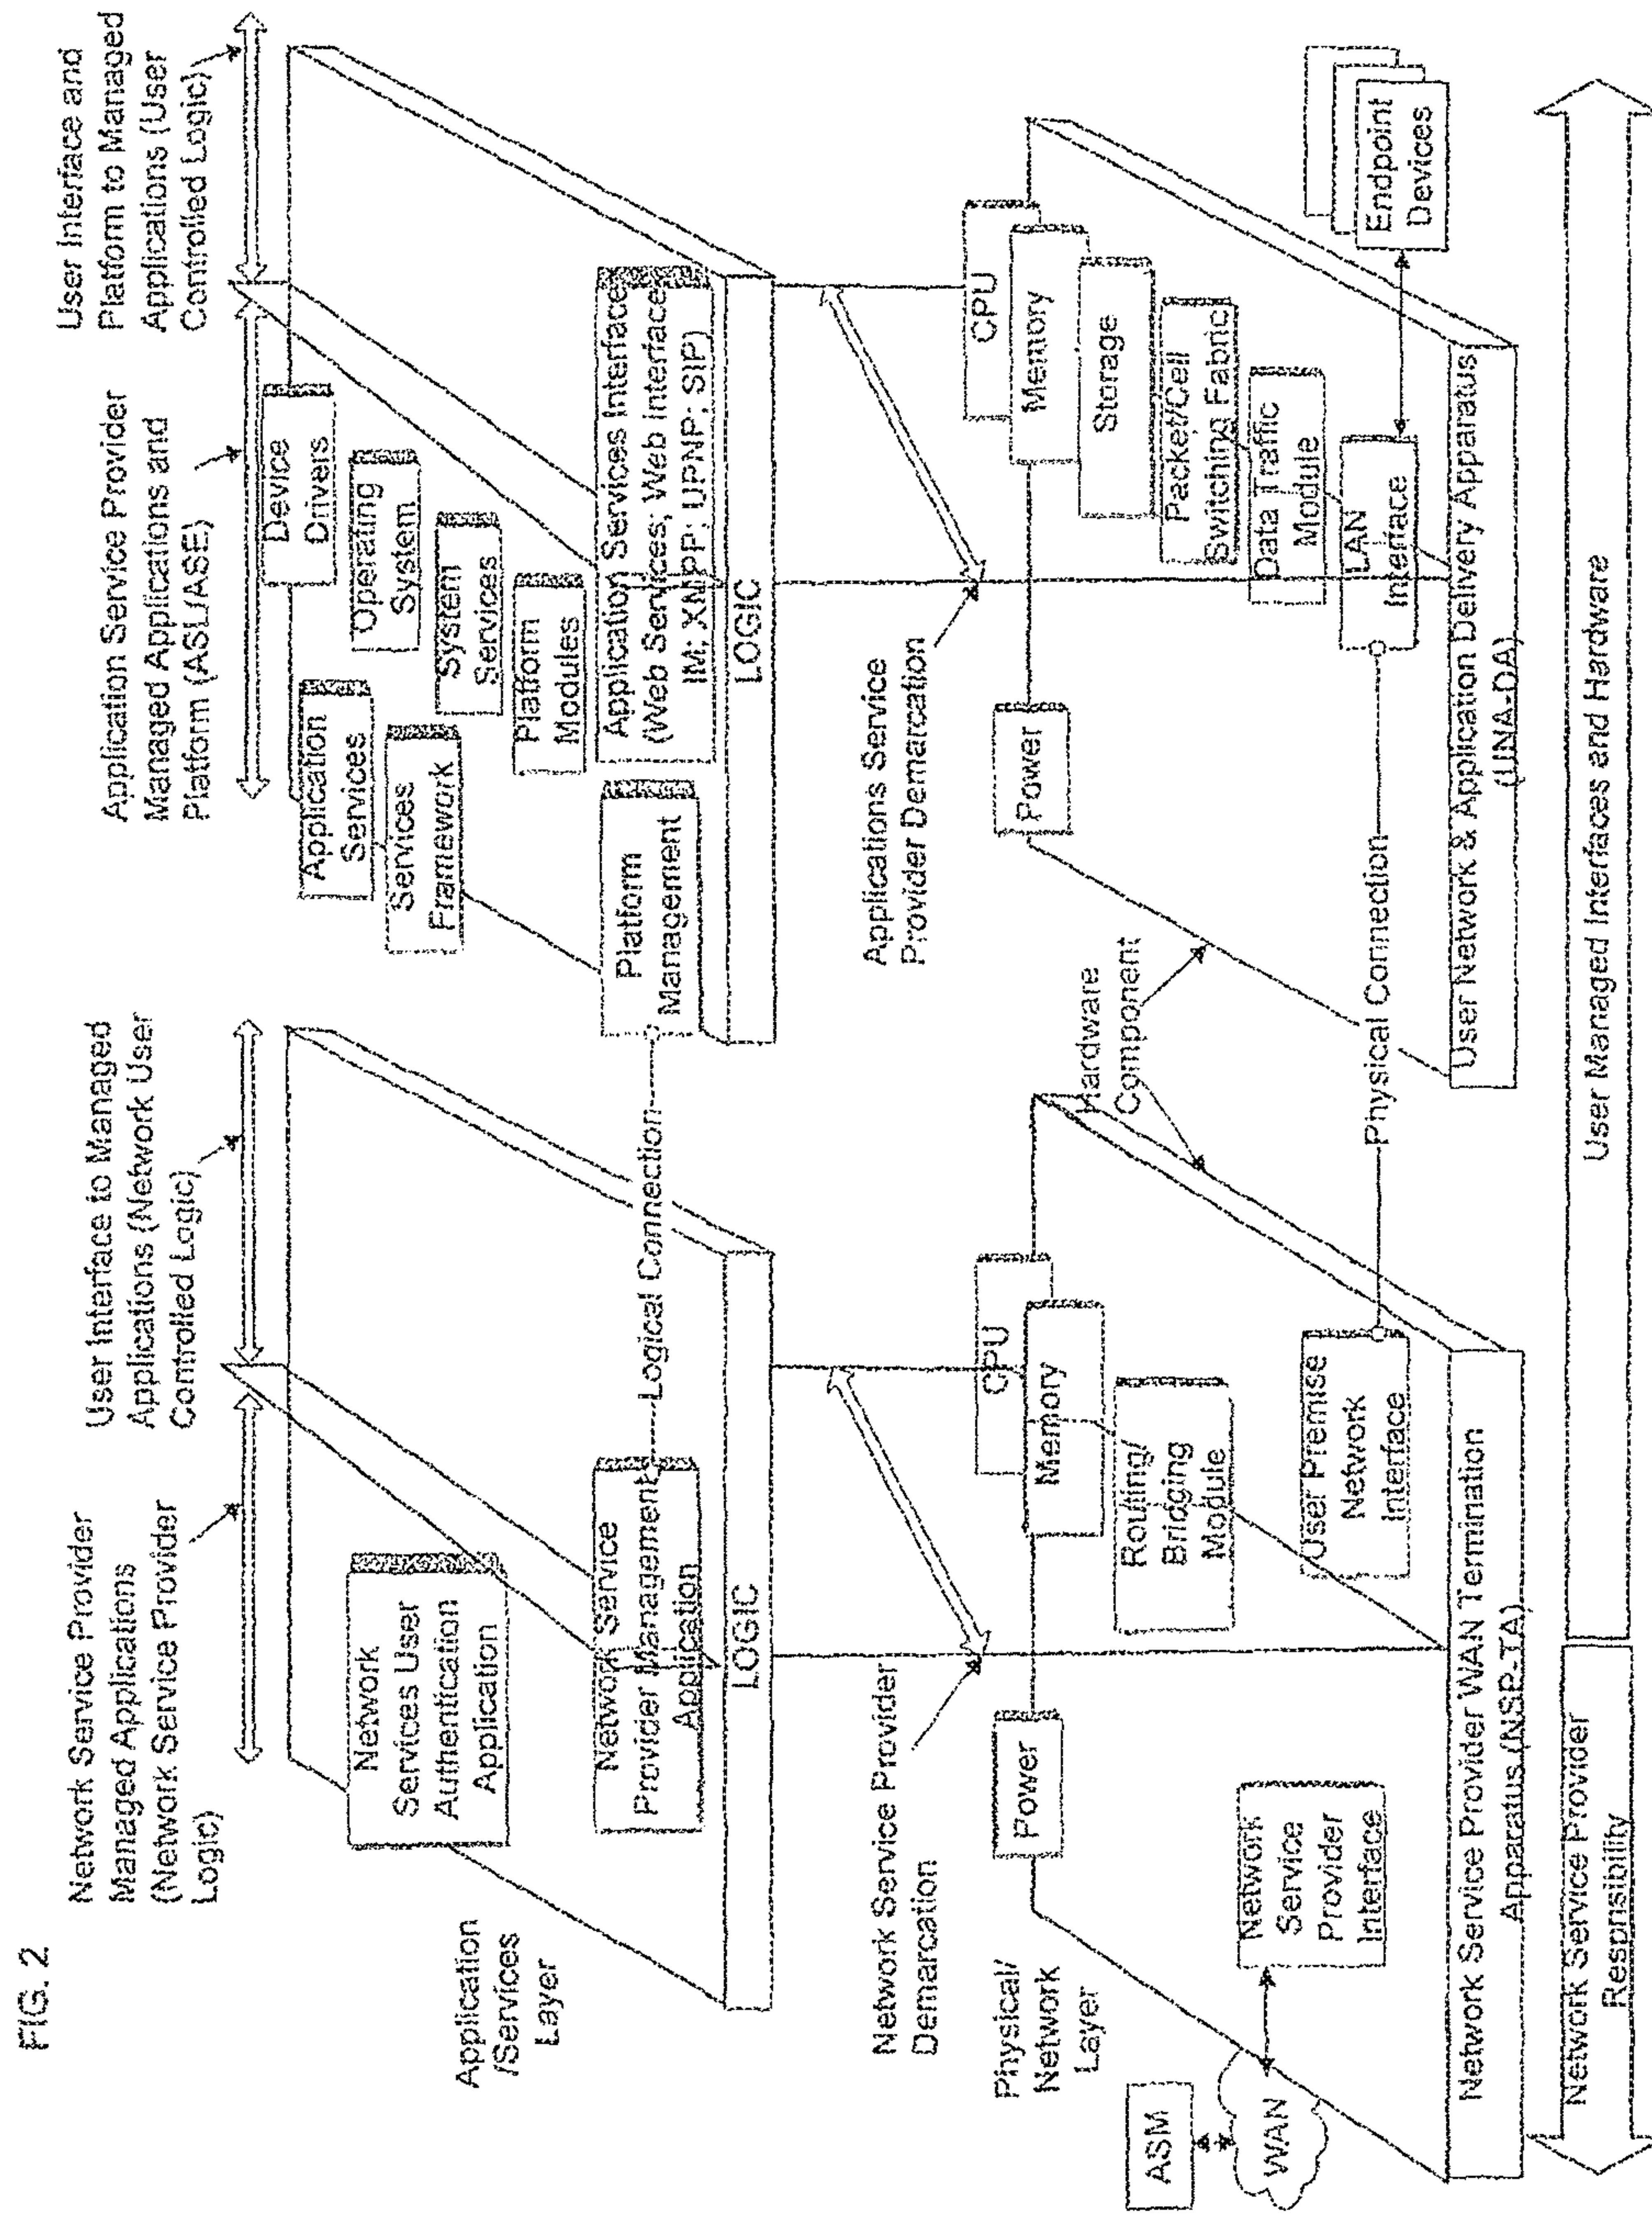 FIG. 2
Network Service Provider
Managed Applications
(Network Service Provider
Logic)
User Interface to Managed
Applications (Network User
Controlled Logic)
Application Service Provider
Managed Applications and
Platform (ASL/ASE)
User Interface and
Platform to Managed
Applications (User
Controlled Logic)
Application
/Services
Layer
Network
Services User
Authentication
Application
Network Service
Provider Management
Application
LOGIC
Logical Connection
Application
Services
Services
Framework
Platform
Management
Device
Drivers
Operating
System
System
Services
Platform
Modules
Application Services Interface
(Web Services; Web Interface
IM; XMPP; UPNP; SIP)
LOGIC
Network Service Provider
Demarcation
Applications Service
Provider Demarcation
Physical/
Network
Layer
ASM
WAN
Power
Network
Service
Provider
Interface
CPU
Memory
Routing/
Bridging
Module
User Premise
Network
Interface
Hardware
Component
Physical Connection
Power
CPU
Memory
Storage
Packet/Cell
Switching Fabric
Data Traffic
Module
LAN
Interface
Endpoint
Devices
Network Service Provider WAN Termination
Apparatus (NSP-TA)
User Network & Application Delivery Apparatus
(UNA-DA)
Network Service Provider
Respnsibility
User Managed Interfaces and Hardware